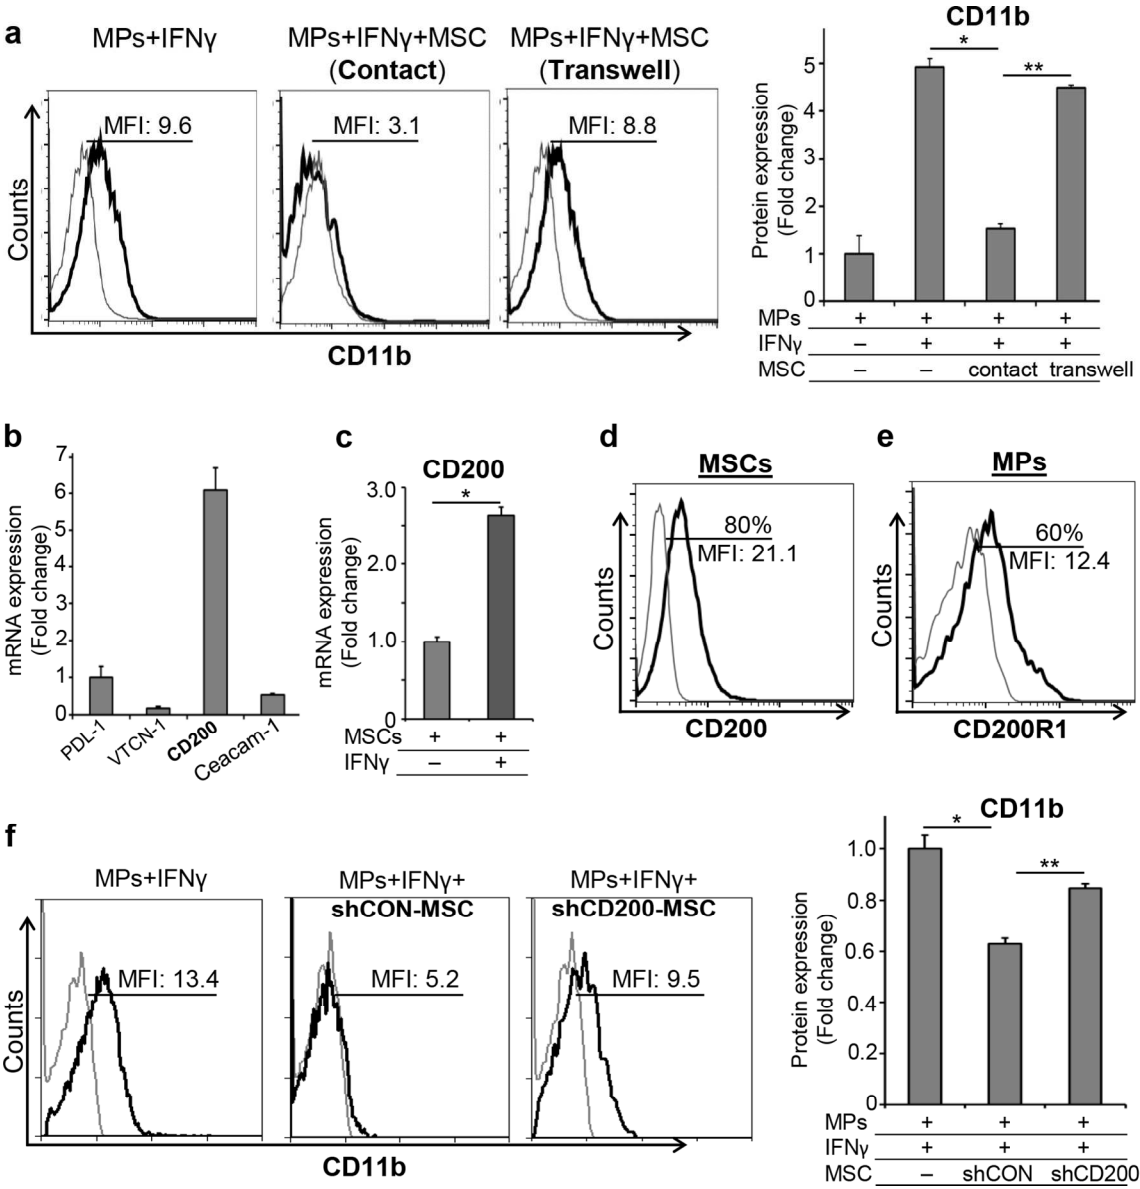 a
MPs+IFNγ
MPs+IFNγ+MSC
(Contact)
MPs+IFNγ+MSC
(Transwell)
MFI: 9.6
MFI: 3.1
MFI: 8.8
Counts
CD11b
CD11b
*
**
Protein expression
(Fold change)
5
4
3
2
1
0
MPs + + + +
IFNγ – + + +
MSC – – contact transwell
b
mRNA expression
(Fold change)
7
6
5
4
3
2
1
0
PDL-1
VTCN-1
CD200
Ceacam-1
c
CD200
*
mRNA expression
(Fold change)
3.0
2.0
1.0
0
MSCs + +
IFNγ – +
d
MSCs
80%
MFI: 21.1
Counts
CD200
e
MPs
60%
MFI: 12.4
Counts
CD200R1
f
MPs+IFNγ
MPs+IFNγ+
shCON-MSC
MPs+IFNγ+
shCD200-MSC
MFI: 13.4
MFI: 5.2
MFI: 9.5
Counts
CD11b
CD11b
*
**
Protein expression
(Fold change)
1.0
0.8
0.6
0.4
0.2
0
MPs + + +
IFNγ + + +
MSC – shCON shCD200